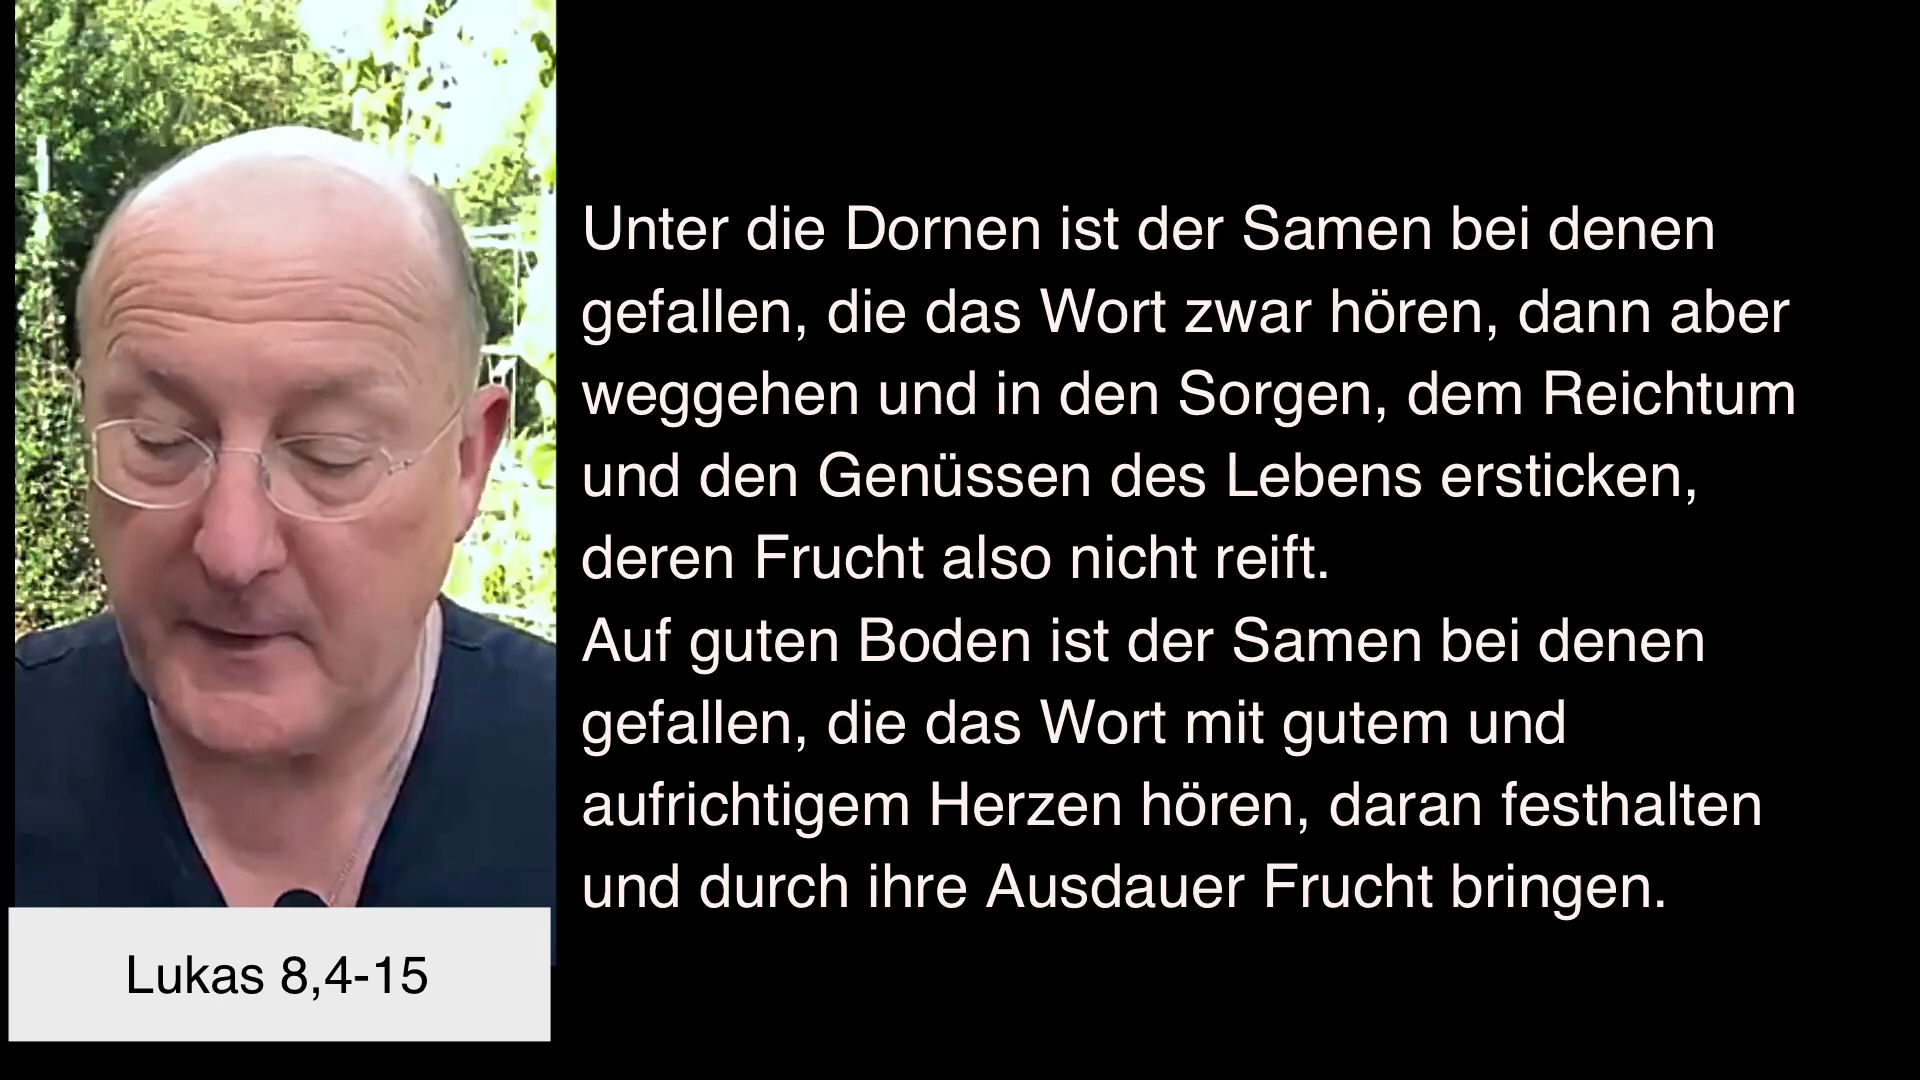 Unter die Dornen ist der Samen bei denen
gefallen, die das Wort zwar hören, dann aber
weggehen und in den Sorgen, dem Reichtum
und den Genüssen des Lebens ersticken,
deren Frucht also nicht reift.
Auf guten Boden ist der Samen bei denen
gefallen, die das Wort mit gutem und
aufrichtigem Herzen hören, daran festhalten
und durch ihre Ausdauer Frucht bringen.
Lukas 8,4-15